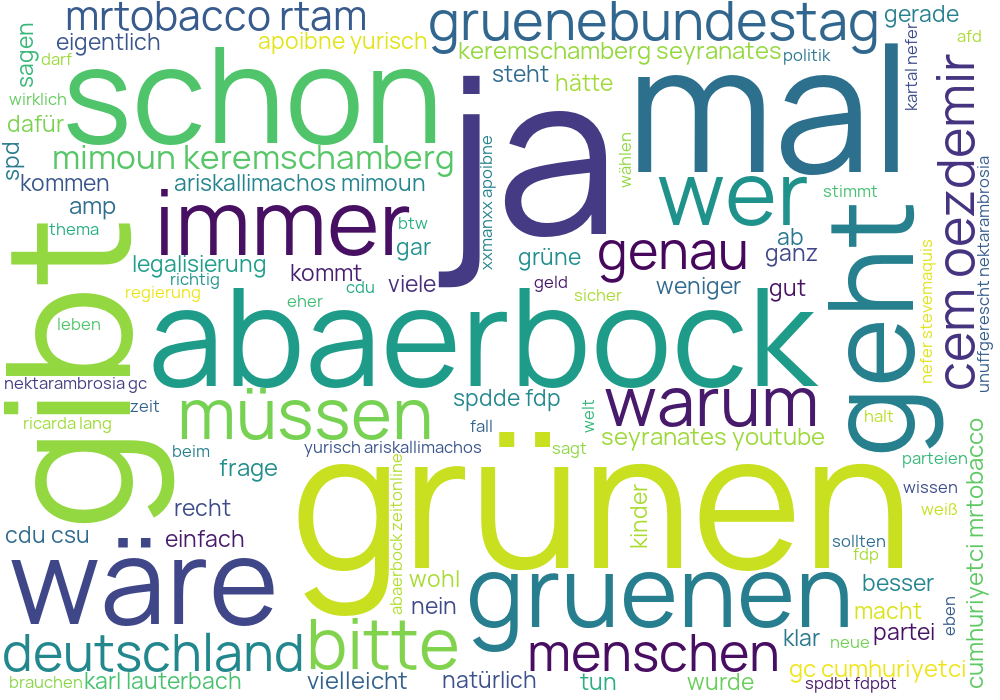 mrtobacco rtam
gruenebundestag
gerade
sagen
eigentlich
apoibne yurisch
keremschamberg seyranates
politik
kartal nefer
afd
darf
schon
ja
steht
hätte
mal
wirklich
dafür
spd
mimoun keremschamberg
xxmanxx apoibne
wählen
cem oezdemir
kommen
ariskallimachos mimoun
wer
stimmt
unuffgerescht nektarambrosia
amp
immer
btw
thema
gar
grüne
genau
ab
ganz
geht
gibt
legalisierung
richtig
kommt
viele
geld
weniger
gut
regierung
eher
cdu
sicher
nefer stevemaquis
leben
abaerbock
nektarambrosia gc
zeit
müssen
spdde fdp
welt
warum
halt
ricarda lang
fall
beim
yurisch ariskallimachos
sagt
seyranates youtube
parteien
frage
abaerbock zeitonline
grünen
kinder
wissen
weiß
cumhuriyetci mrtobacco
recht
cdu csu
einfach
sollten
fdp
wäre
wohl
nein
gruenen
besser
macht
eben
deutschland
bitte
menschen
klar
neue
partei
brauchen
karl lauterbach
vielleicht
natürlich
tun
wurde
gc cumhuriyetci
spdbt fdpbt